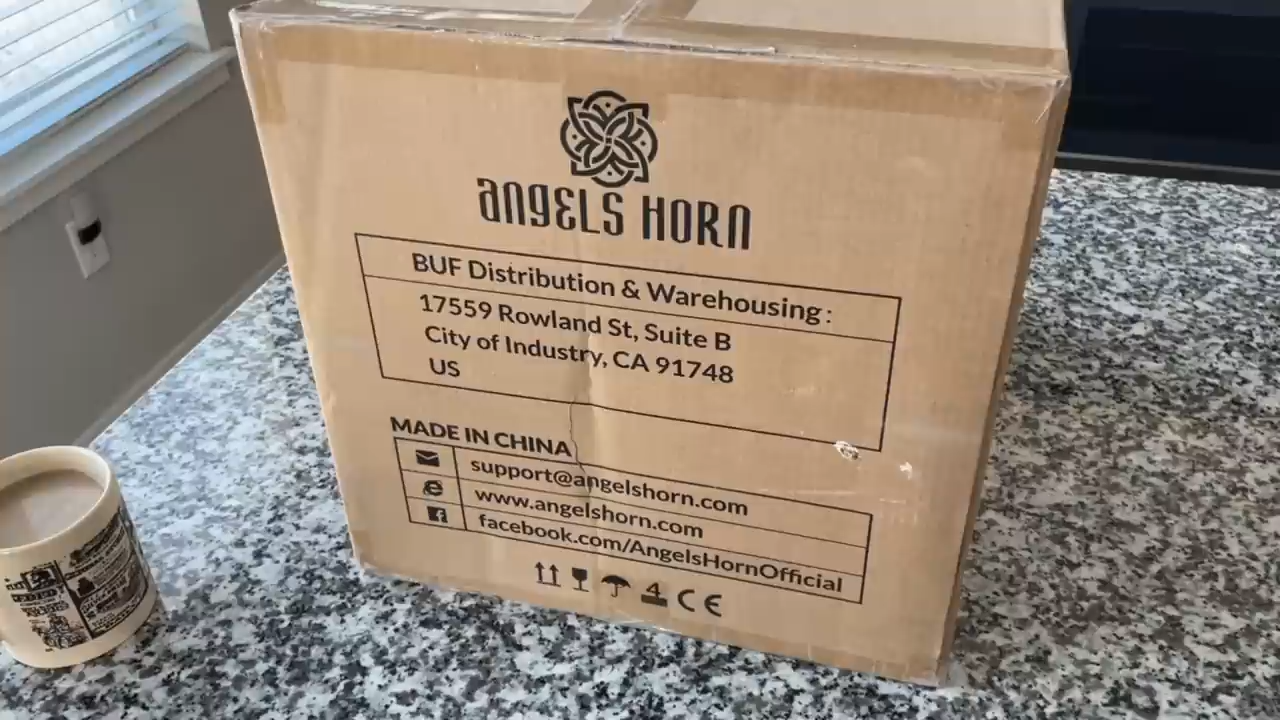 ANGELS HORN
BUF Distribution & Warehousing:
17559 Rowland St, Suite B
City of Industry, CA 91748
US
MADE IN CHINA
support@angelshorn.com
www.angelshorn.com
facebook.com/AngelsHornOfficial
4 CE